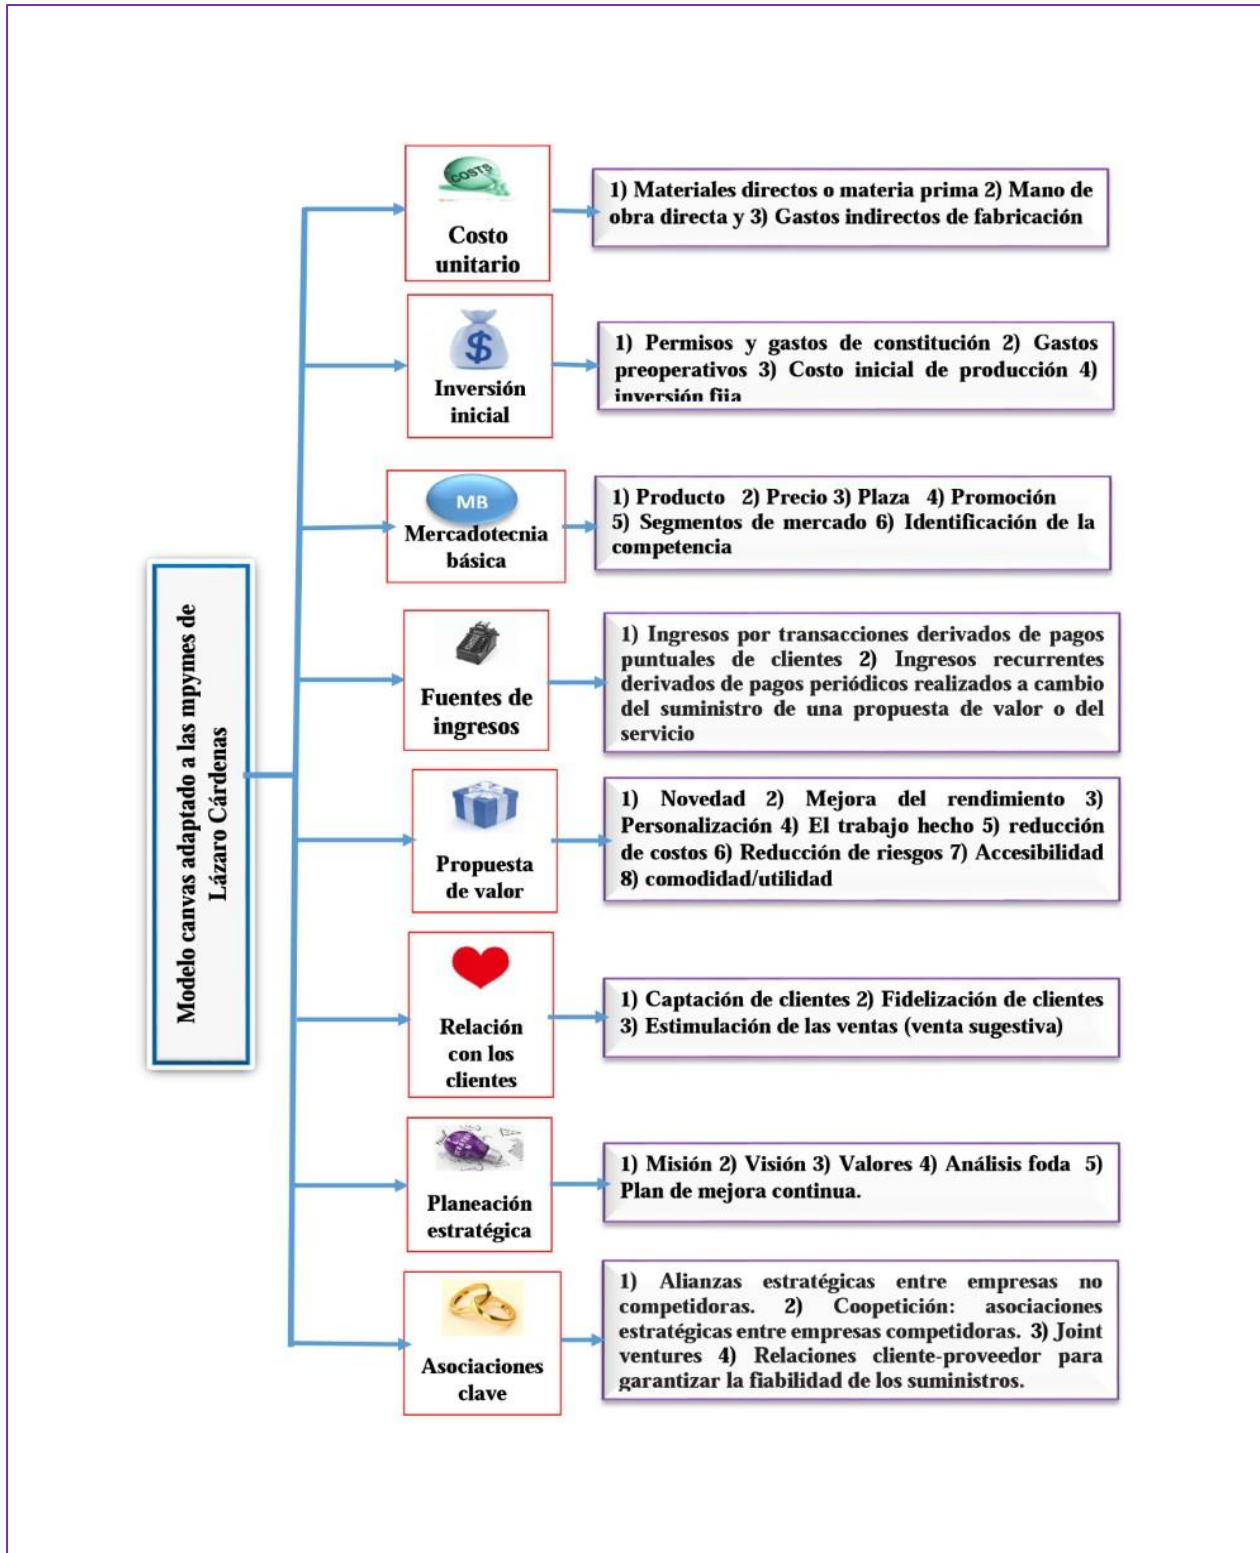 Modelo canvas adaptado a las mpymes de
Lázaro Cárdenas
COSTS
Costo
unitario
1) Materiales directos o materia prima 2) Mano de
obra directa y 3) Gastos indirectos de fabricación
$
Inversión
inicial
1) Permisos y gastos de constitución 2) Gastos
preoperativos 3) Costo inicial de producción 4)
inversión fija
MB
Mercadotecnia
básica
1) Producto 2) Precio 3) Plaza 4) Promoción
5) Segmentos de mercado 6) Identificación de la
competencia
Fuentes de
ingresos
1) Ingresos por transacciones derivados de pagos
puntuales de clientes 2) Ingresos recurrentes
derivados de pagos periódicos realizados a cambio
del suministro de una propuesta de valor o del
servicio
Propuesta
de valor
1) Novedad 2) Mejora del rendimiento 3)
Personalización 4) El trabajo hecho 5) reducción
de costos 6) Reducción de riesgos 7) Accesibilidad
8) comodidad/utilidad
Relación
con los
clientes
1) Captación de clientes 2) Fidelización de clientes
3) Estimulación de las ventas (venta sugestiva)
Planeación
estratégica
1) Misión 2) Visión 3) Valores 4) Análisis foda 5)
Plan de mejora continua.
Asociaciones
clave
1) Alianzas estratégicas entre empresas no
competidoras. 2) Coopetición: asociaciones
estratégicas entre empresas competidoras. 3) Joint
ventures 4) Relaciones cliente-proveedor para
garantizar la fiabilidad de los suministros.